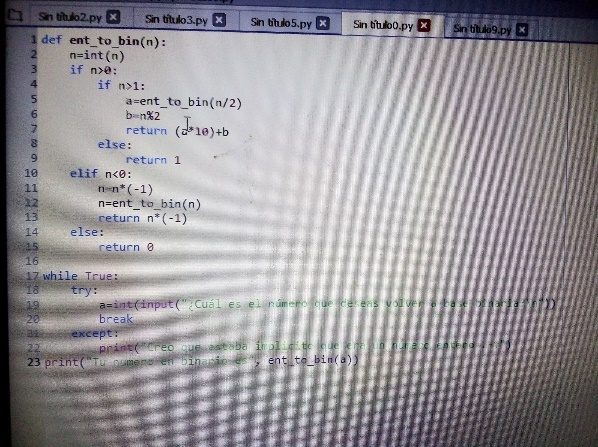 Sin título2.py Sin título3.py Sin título5.py Sin título0.py Sin título9.py
1 def ent_to_bin(n):
2 n=int(n)
3 if n>0:
4 if n>1:
5 a=ent_to_bin(n/2)
6 b=n%2
7 return (a*10)+b
8 else:
9 return 1
10 elif n<0:
11 n=n*(-1)
12 n=ent_to_bin(n)
13 return n*(-1)
14 else:
15 return 0
16
17 while True:
18 try:
19 a=int(input("¿Cuál es el número que deseas volver a base binaria?\n"))
20 break
21 except:
22 print("Creo que estaba implícito que era un número entero
23 print("Tu número en binario es", ent_to_bin(a))